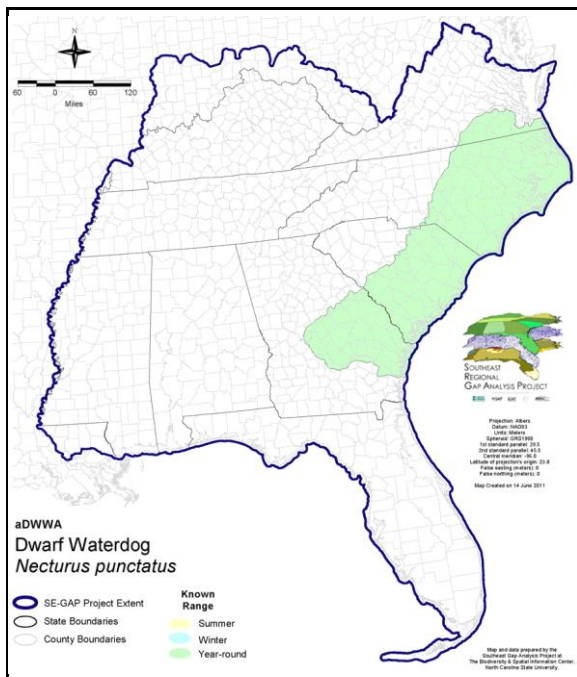 N
60 30 0 60 120
Miles
SOUTHEAST
REGIONAL
GAP ANALYSIS PROJECT
Projection: Albers
Datum: NAD83
Units: Meters
Spheroid: GRS1980
1st standard parallel: 29.5
2nd standard parallel: 45.5
Central meridian: -96.0
Latitude of projection's origin: 23.0
False easting (meters): 0
False northing (meters): 0
Map Created on 14 June 2011
aDWWA
Dwarf Waterdog
Necturus punctatus
SE-GAP Project Extent
State Boundaries
County Boundaries
Known
Range
Summer
Winter
Year-round
Map and data prepared by the
Southeast Gap Analysis Project at
The Biodiversity & Spatial Information Center,
North Carolina State University.